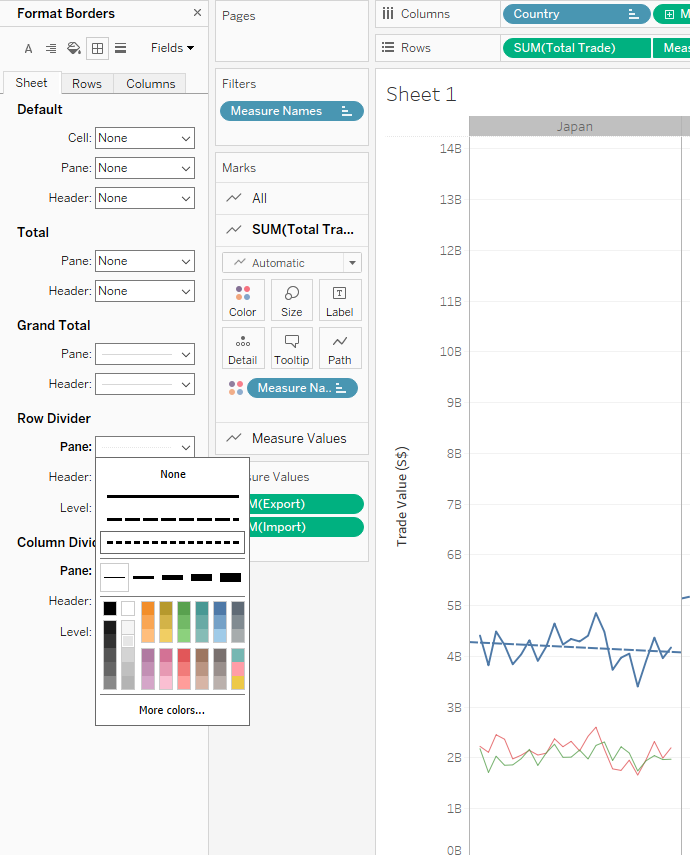 Format Borders
×
A
Fields
Sheet
Rows
Columns
Default
Cell:
None
Pane:
None
Header:
None
Total
Pane:
None
Header:
None
Grand Total
Pane:
Header:
Row Divider
Pane:
Header:
Level:
Column Divi
Pane:
Header:
Level:
None
More colors...
Pages
Filters
Measure Names
Marks
All
SUM(Total Tra...
Automatic
Color
Size
T
Label
Detail
Tooltip
Path
Measure Na..
Measure Values
sure Values
M(Export)
M(Import)
Columns
Country
M
Rows
SUM(Total Trade)
Meas
Sheet 1
Japan
14B
13B
12B
11B
10B
9B
8B
7B
6B
5B
4B
3B
2B
1B
0B
Trade Value (S$)